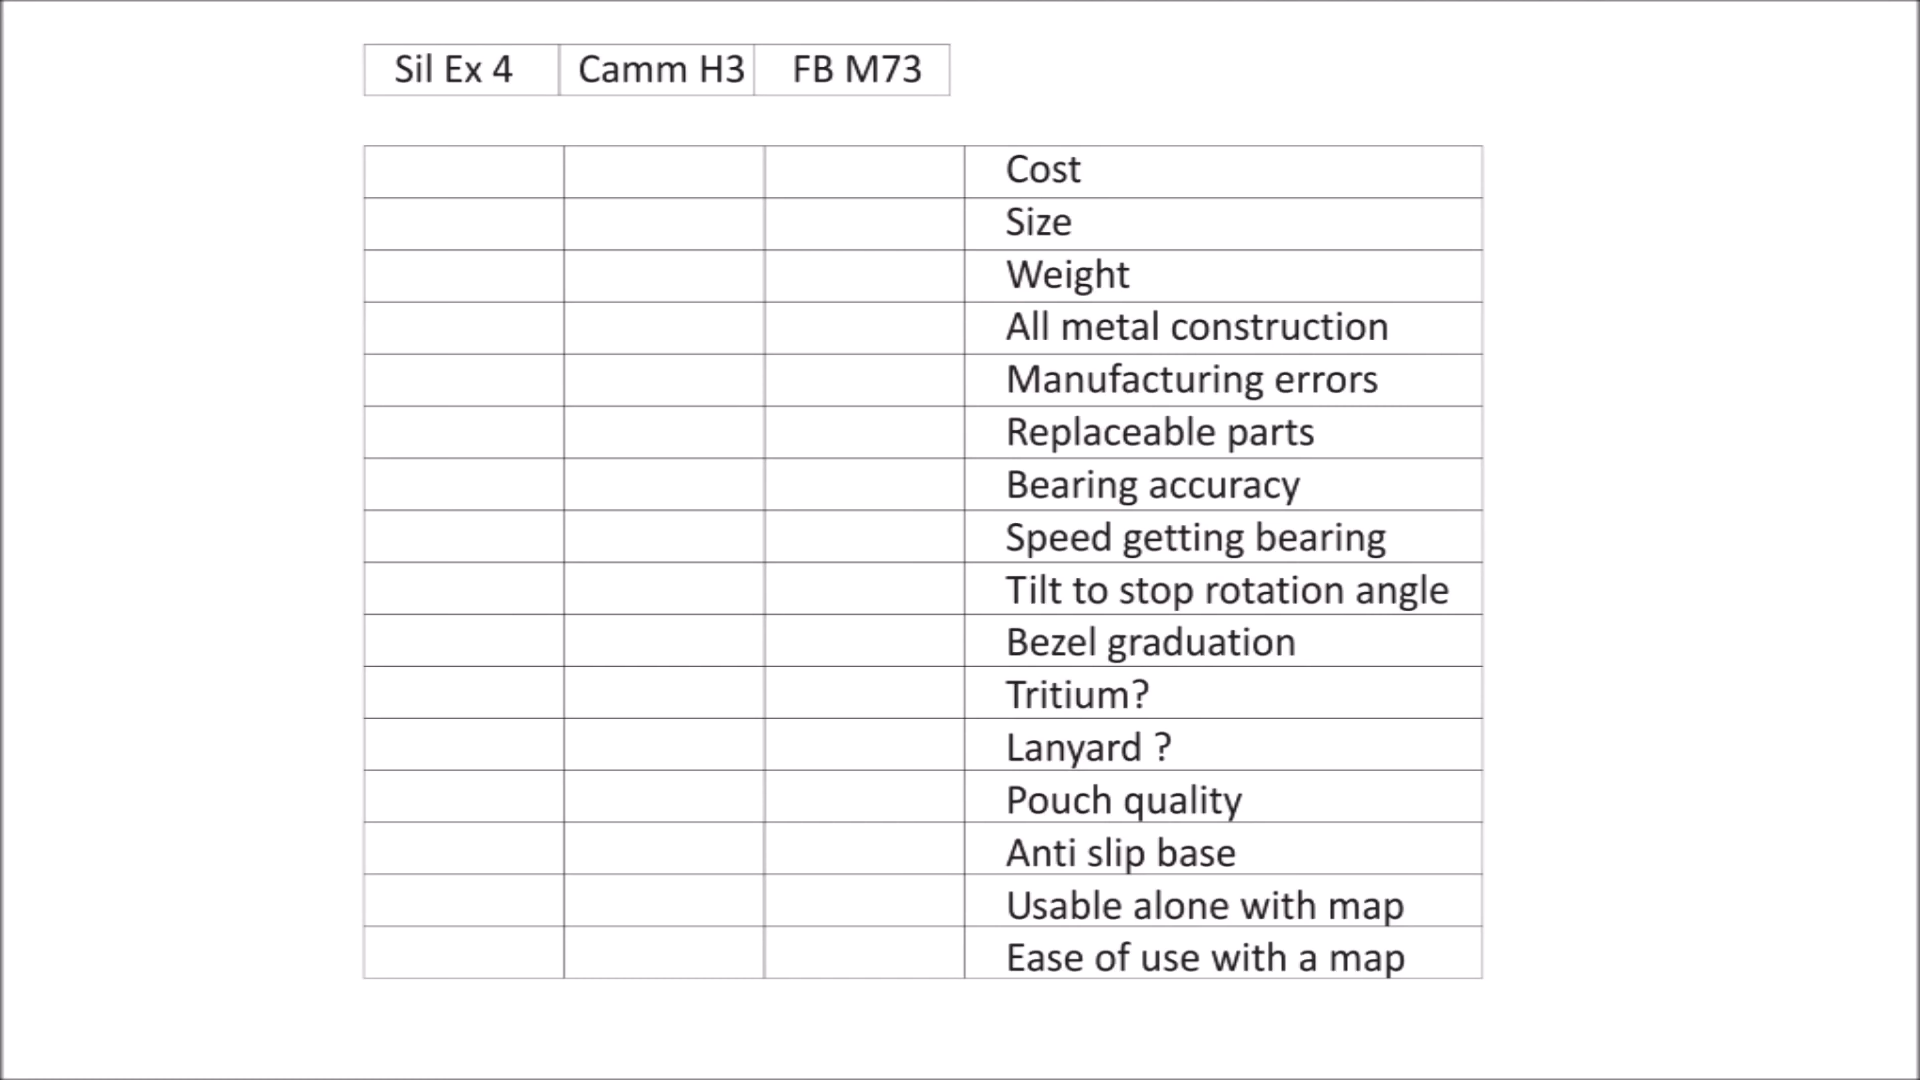 Sil Ex 4 Camm H3 FB M73
Cost
Size
Weight
All metal construction
Manufacturing errors
Replaceable parts
Bearing accuracy
Speed getting bearing
Tilt to stop rotation angle
Bezel graduation
Tritium?
Lanyard ?
Pouch quality
Anti slip base
Usable alone with map
Ease of use with a map